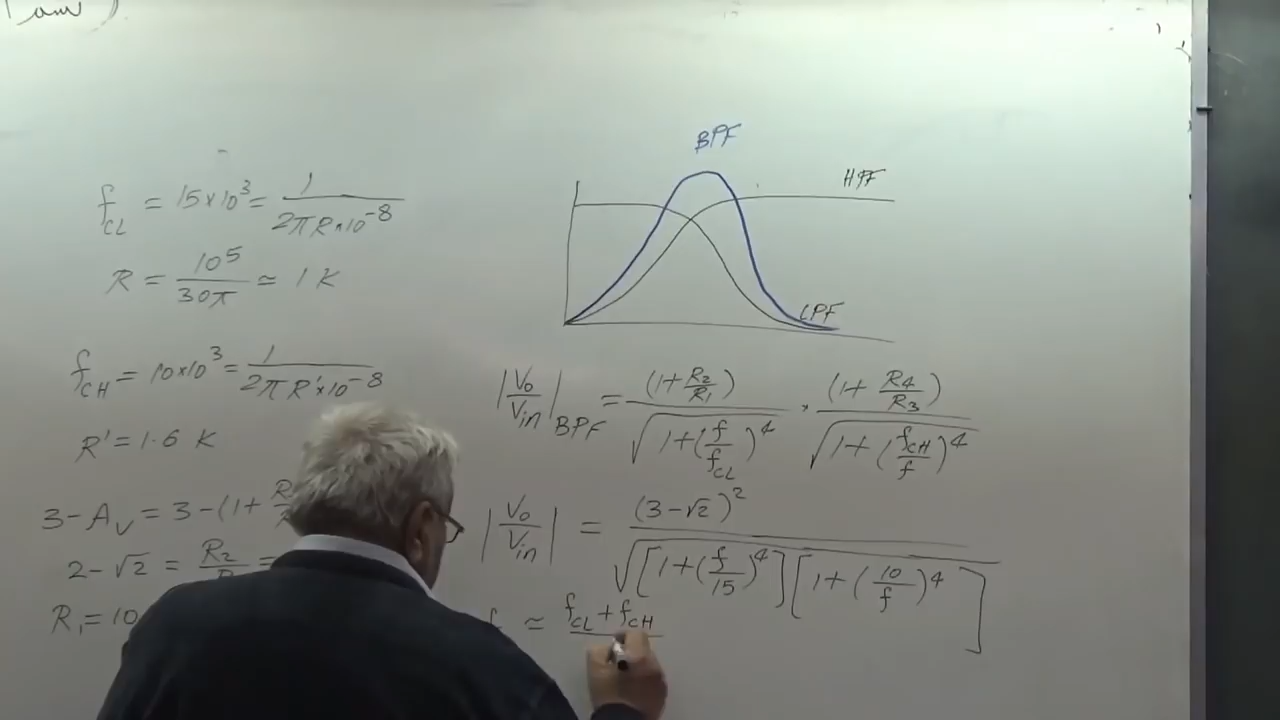 f_CL = 15×10^3 = 1/(2πR×10^-8)
R = 10^5/(30π) ≃ 1 K
f_CH = 10×10^3 = 1/(2πR'×10^-8)
R' = 1.6 K
3-A_V = 3-(1+
2-√2 = R_2/
R_1 = 10
BPF
HPF
LPF
|V_o/V_in|_BPF = (1+R_2/R_1)/√(1+(f/f_CL)^4) · (1+R_4/R_3)/√(1+(f_CH/f)^4)
|V_o/V_in| = (3-√2)^2/√([1+(f/15)^4][1+(10/f)^4])
≃ f_CL+f_CH